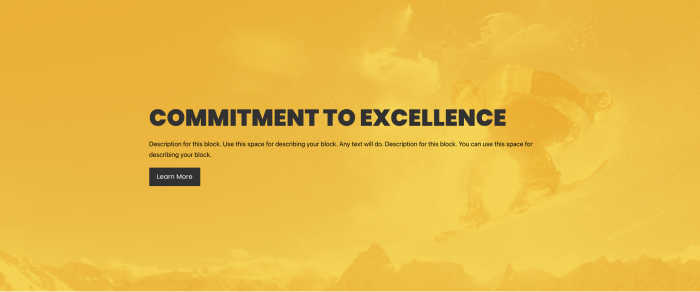 COMMITMENT TO EXCELLENCE
Description for this block. Use this space for describing your block. Any text will do. Description for this block. You can use this space for
describing your block.
Learn More